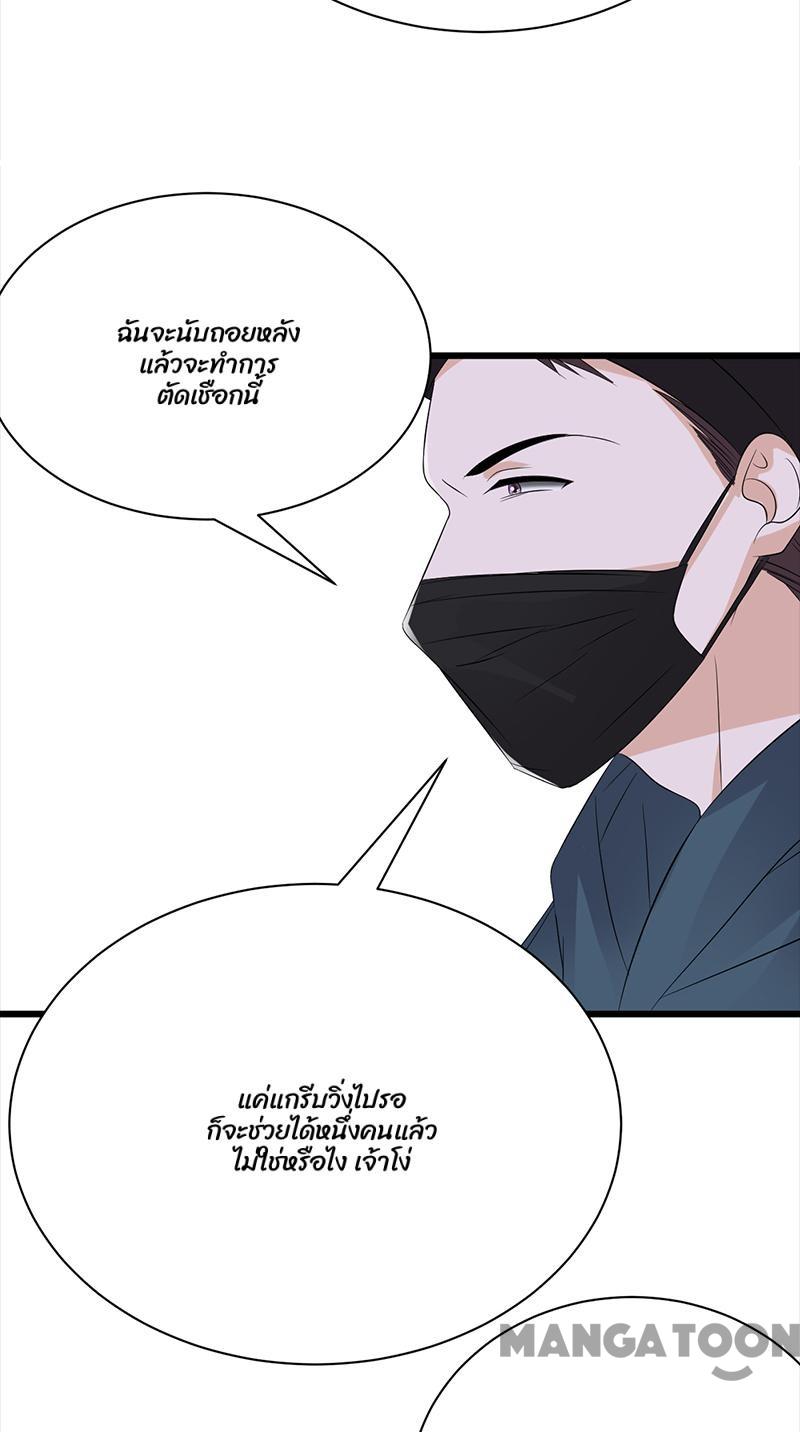 ฉันจะนับถอยหลัง
แล้วจะทำการ
ตัดเชือกนี้
แค่แกรีบวิ่งไปรอ
ก็จะช่วยได้หนึ่งคนแล้ว
ไม่ใช่หรือไง เจ้าโง่
MANGATOON